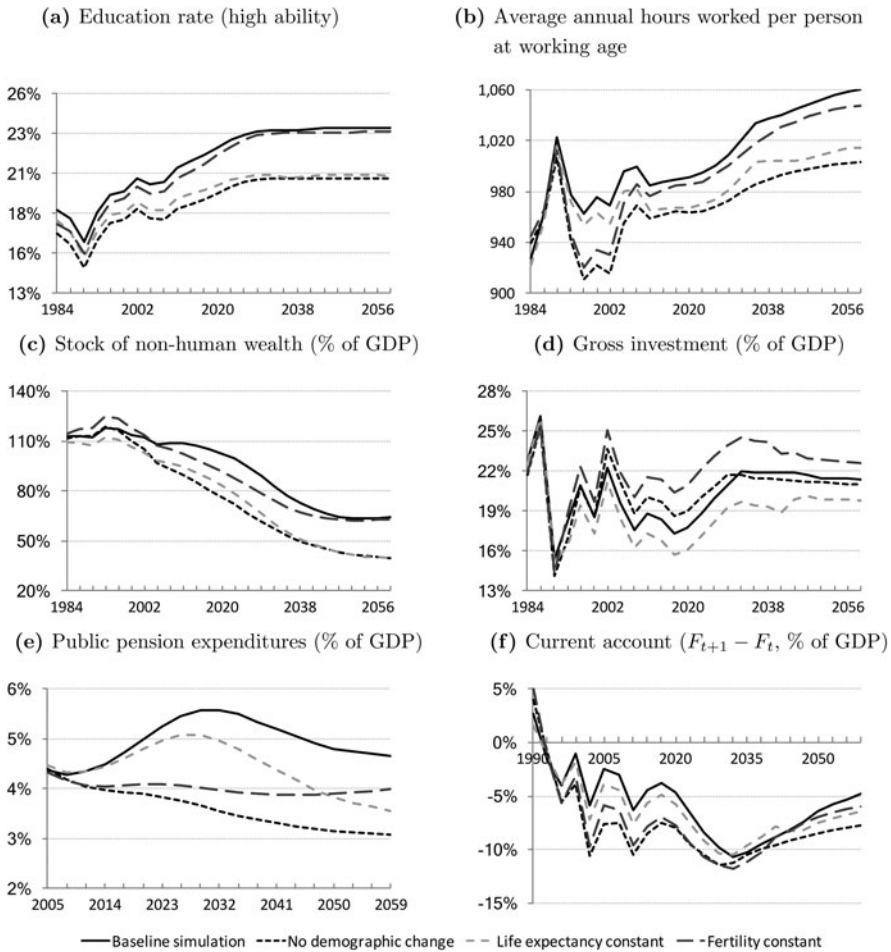 (a) Education rate (high ability)
26%
23%
21%
18%
16%
13%
1984 2002 2020 2038 2056
(b) Average annual hours worked per person
at working age
1,060
1,020
980
940
900
1984 2002 2020 2038 2056
(c) Stock of non-human wealth (% of GDP)
140%
110%
80%
50%
20%
1984 2002 2020 2038 2056
(d) Gross investment (% of GDP)
28%
25%
22%
19%
16%
13%
1984 2002 2020 2038 2056
(e) Public pension expenditures (% of GDP)
6%
5%
4%
3%
2%
2005 2014 2023 2032 2041 2050 2059
(f) Current account (Fₜ₊₁ − Fₜ, % of GDP)
5%
0%
-5%
-10%
-15%
1990 2005 2020 2035 2050
Baseline simulation No demographic change Life expectancy constant Fertility constant